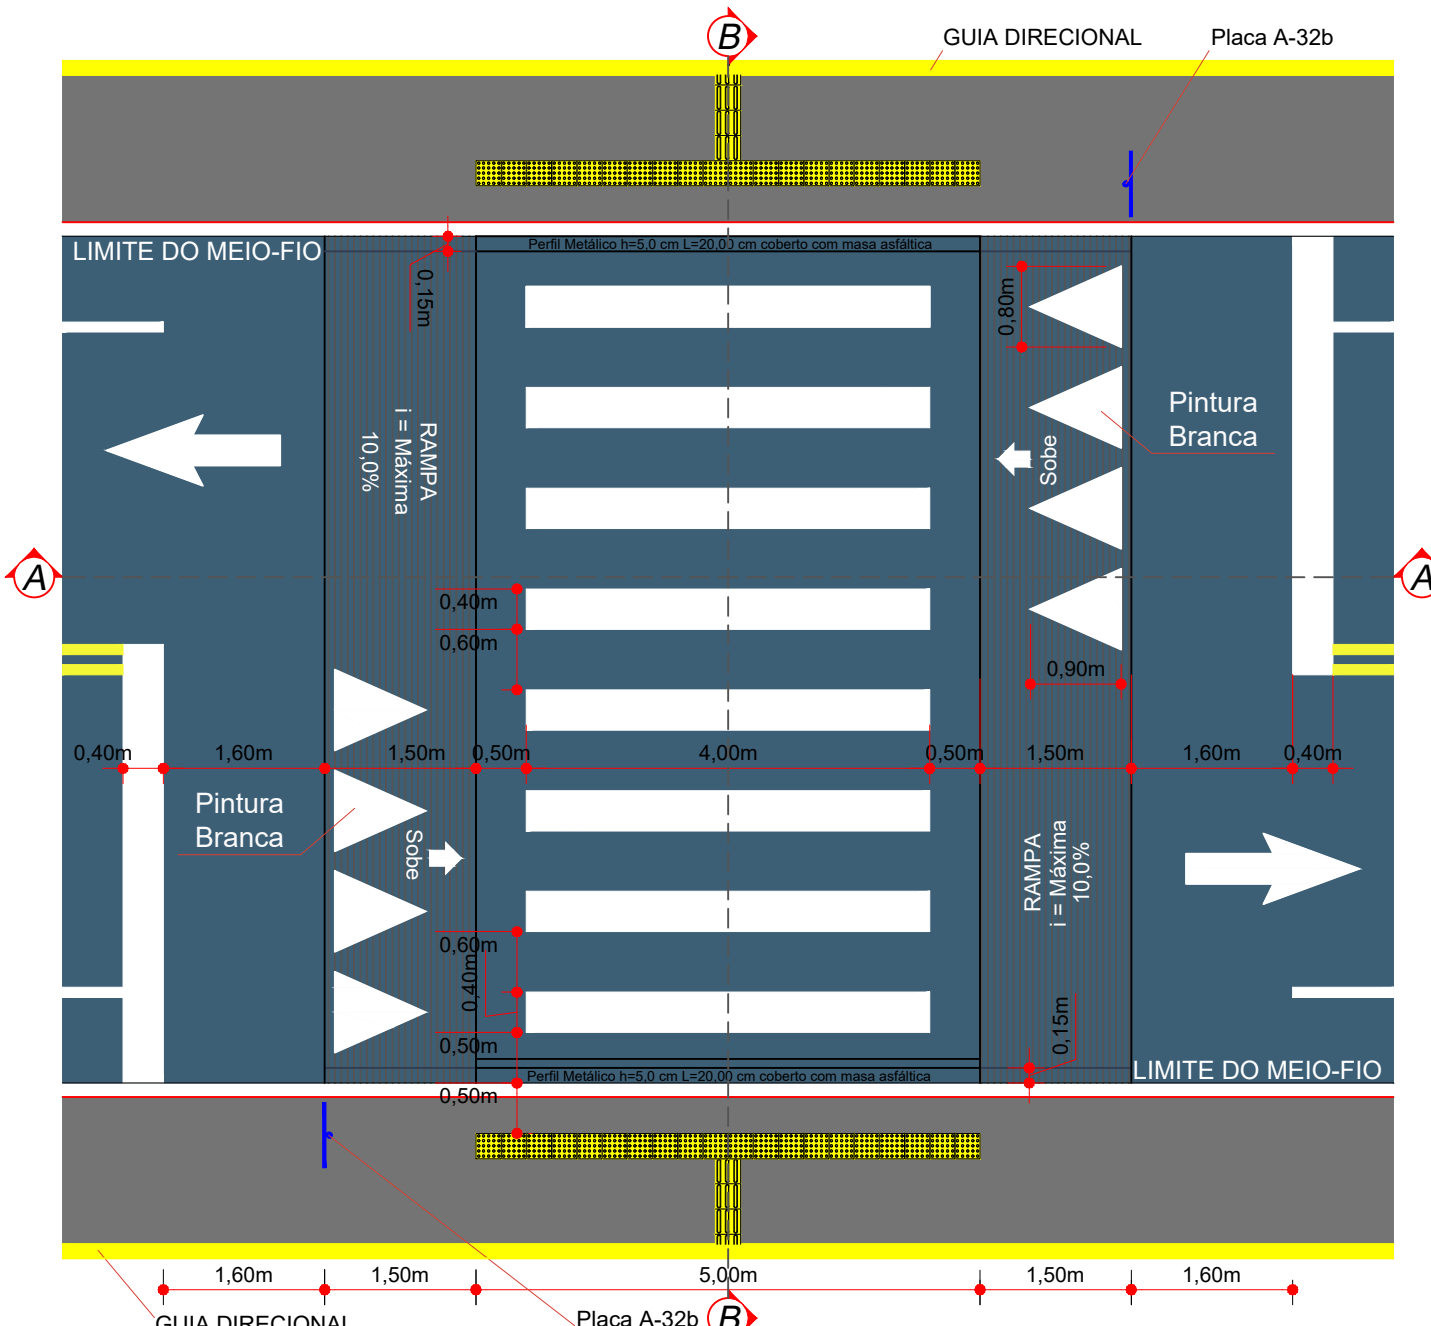 B
GUIA DIRECIONAL
Placa A-32b
LIMITE DO MEIO-FIO
Perfil Metálico h=5,0 cm L=20,00 cm coberto com masa asfáltica
0,15m
0,80m
RAMPA
i = Máxima
10,0%
Sobe
Pintura
Branca
A
A
0,40m
0,60m
0,90m
0,40m
1,60m
1,50m
0,50m
4,00m
0,50m
1,50m
1,60m
0,40m
Pintura
Branca
Sobe
RAMPA
i = Máxima
10,0%
0,60m
0,40m
0,50m
0,15m
LIMITE DO MEIO-FIO
Perfil Metálico h=5,0 cm L=20,00 cm coberto com masa asfáltica
0,50m
1,60m
1,50m
5,00m
1,50m
1,60m
GUIA DIRECIONAL
Placa A-32b
B